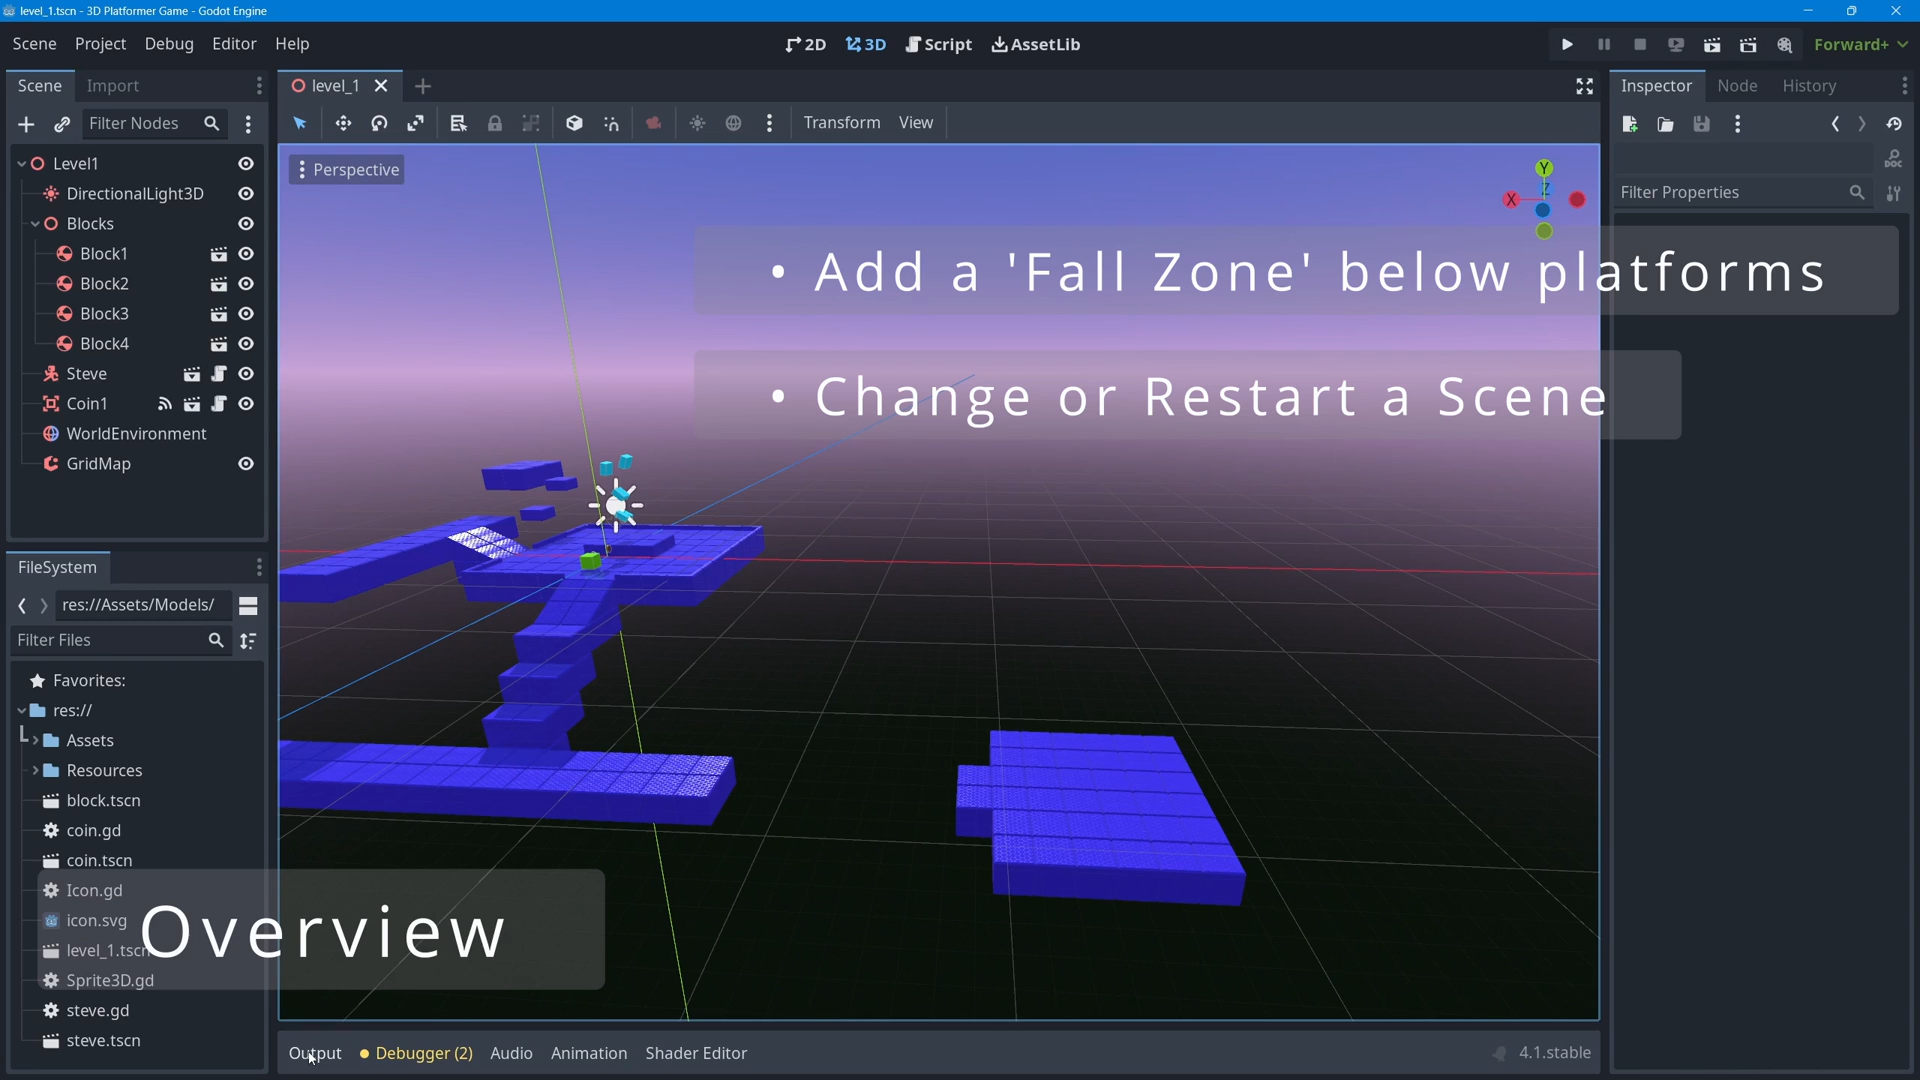 level_1.tscn - 3D Platformer Game - Godot Engine
Scene Project Debug Editor Help
2D 3D Script AssetLib
Forward+
Scene Import
level_1
Inspector Node History
Filter Nodes
Transform View
Level1
DirectionalLight3D
Blocks
Block1
Block2
Block3
Block4
Steve
Coin1
WorldEnvironment
GridMap
Perspective
Y
Z
X
DOC
Filter Properties
• Add a 'Fall Zone' below platforms
• Change or Restart a Scene
FileSystem
res://Assets/Models/
Filter Files
Favorites:
res://
Assets
Resources
block.tscn
coin.gd
coin.tscn
Icon.gd
icon.svg
level_1.tscn
Sprite3D.gd
steve.gd
steve.tscn
Overview
Output Debugger (2) Audio Animation Shader Editor
4.1.stable